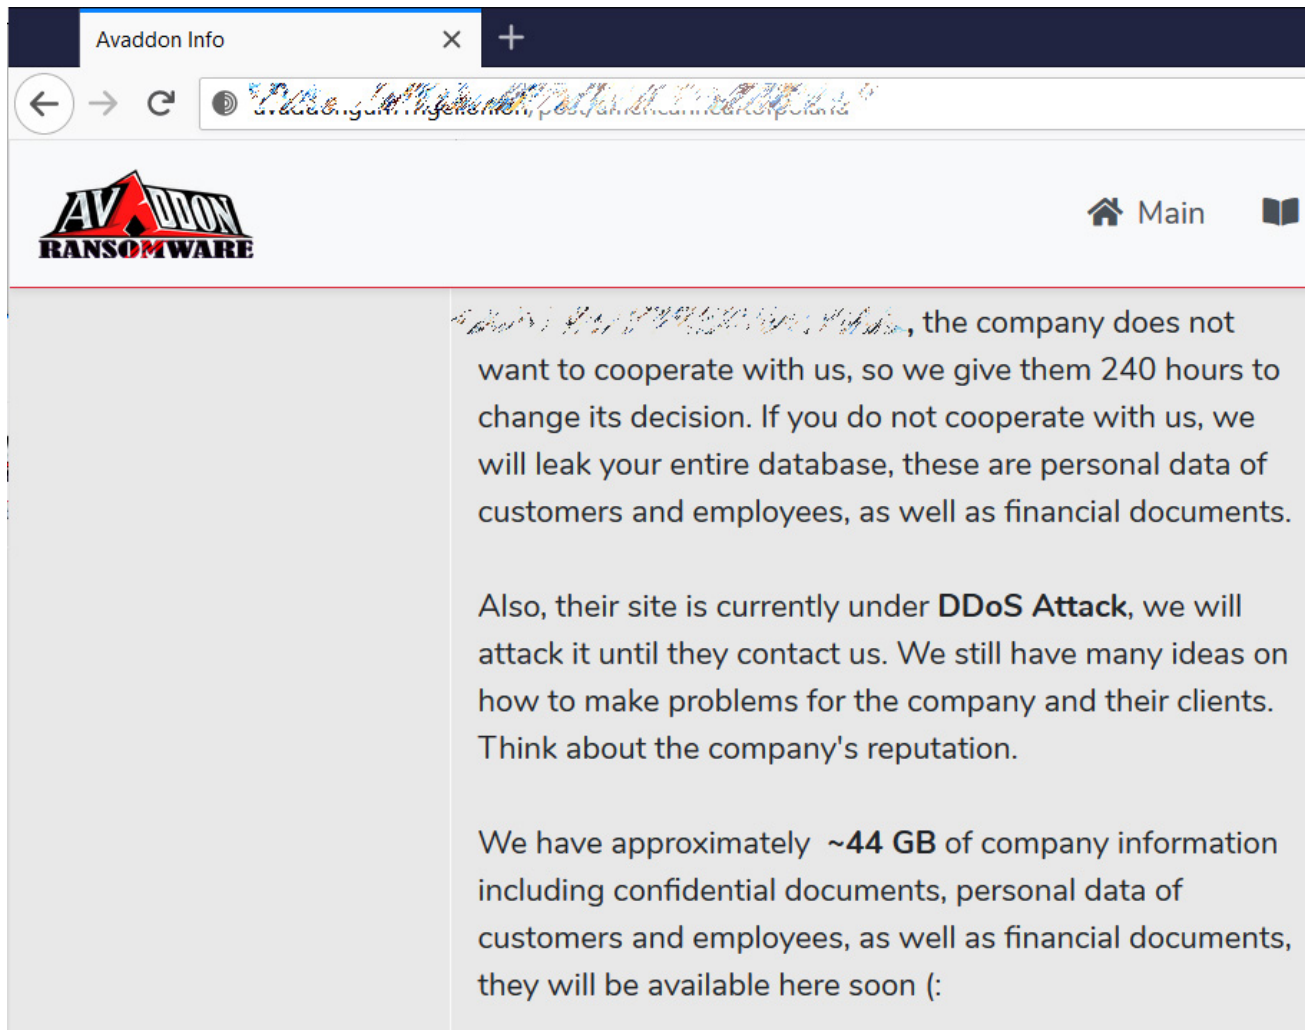 Avaddon Info
AVADDON
RANSOMWARE
Main
, the company does not
want to cooperate with us, so we give them 240 hours to
change its decision. If you do not cooperate with us, we
will leak your entire database, these are personal data of
customers and employees, as well as financial documents.
Also, their site is currently under DDoS Attack, we will
attack it until they contact us. We still have many ideas on
how to make problems for the company and their clients.
Think about the company's reputation.
We have approximately ~44 GB of company information
including confidential documents, personal data of
customers and employees, as well as financial documents,
they will be available here soon (: